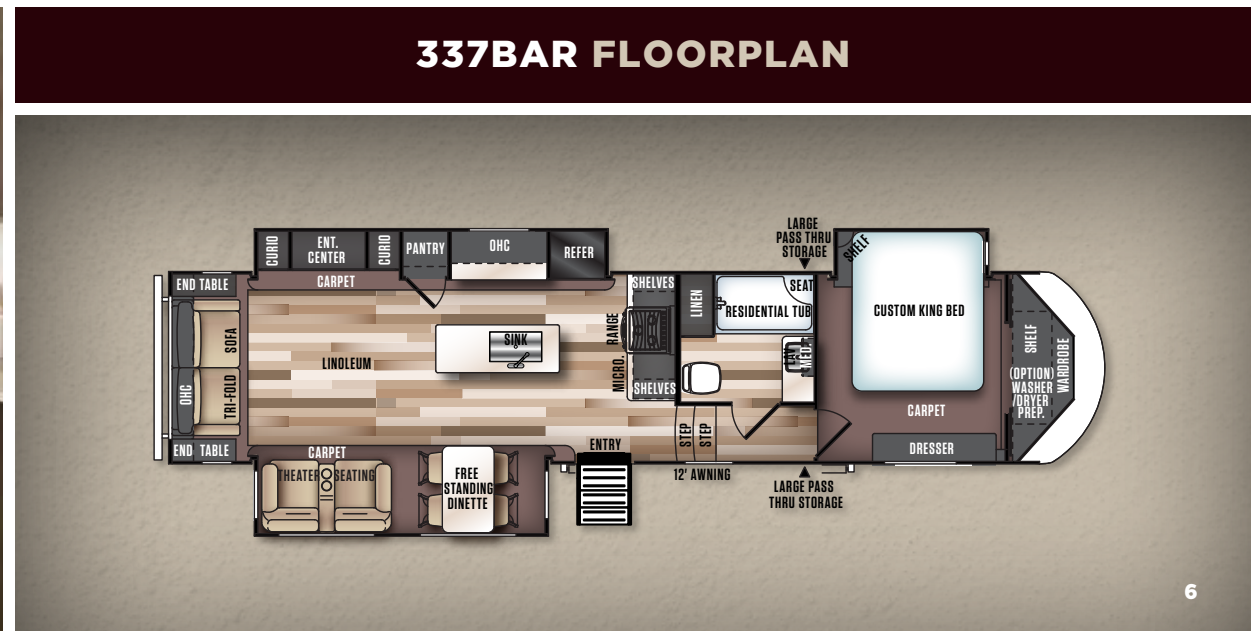 337BAR FLOORPLAN
LARGE
PASS THRU
STORAGE
CURIO
ENT.
CENTER
CURIO
PANTRY
OHC
REFER
SHELF
END TABLE
CARPET
SHELVES
LINEN
SEAT
RESIDENTIAL TUB
CUSTOM KING BED
SOFA
TRI-FOLD
OHC
LINOLEUM
SINK
RANGE
MICRO.
SHELVES
LAV
MED.
SHELF
WARDROBE
(OPTION)
WASHER
/DRYER
PREP.
CARPET
END TABLE
CARPET
ENTRY
STEP
STEP
DRESSER
THEATER SEATING
FREE
STANDING
DINETTE
12' AWNING
LARGE PASS
THRU STORAGE
6